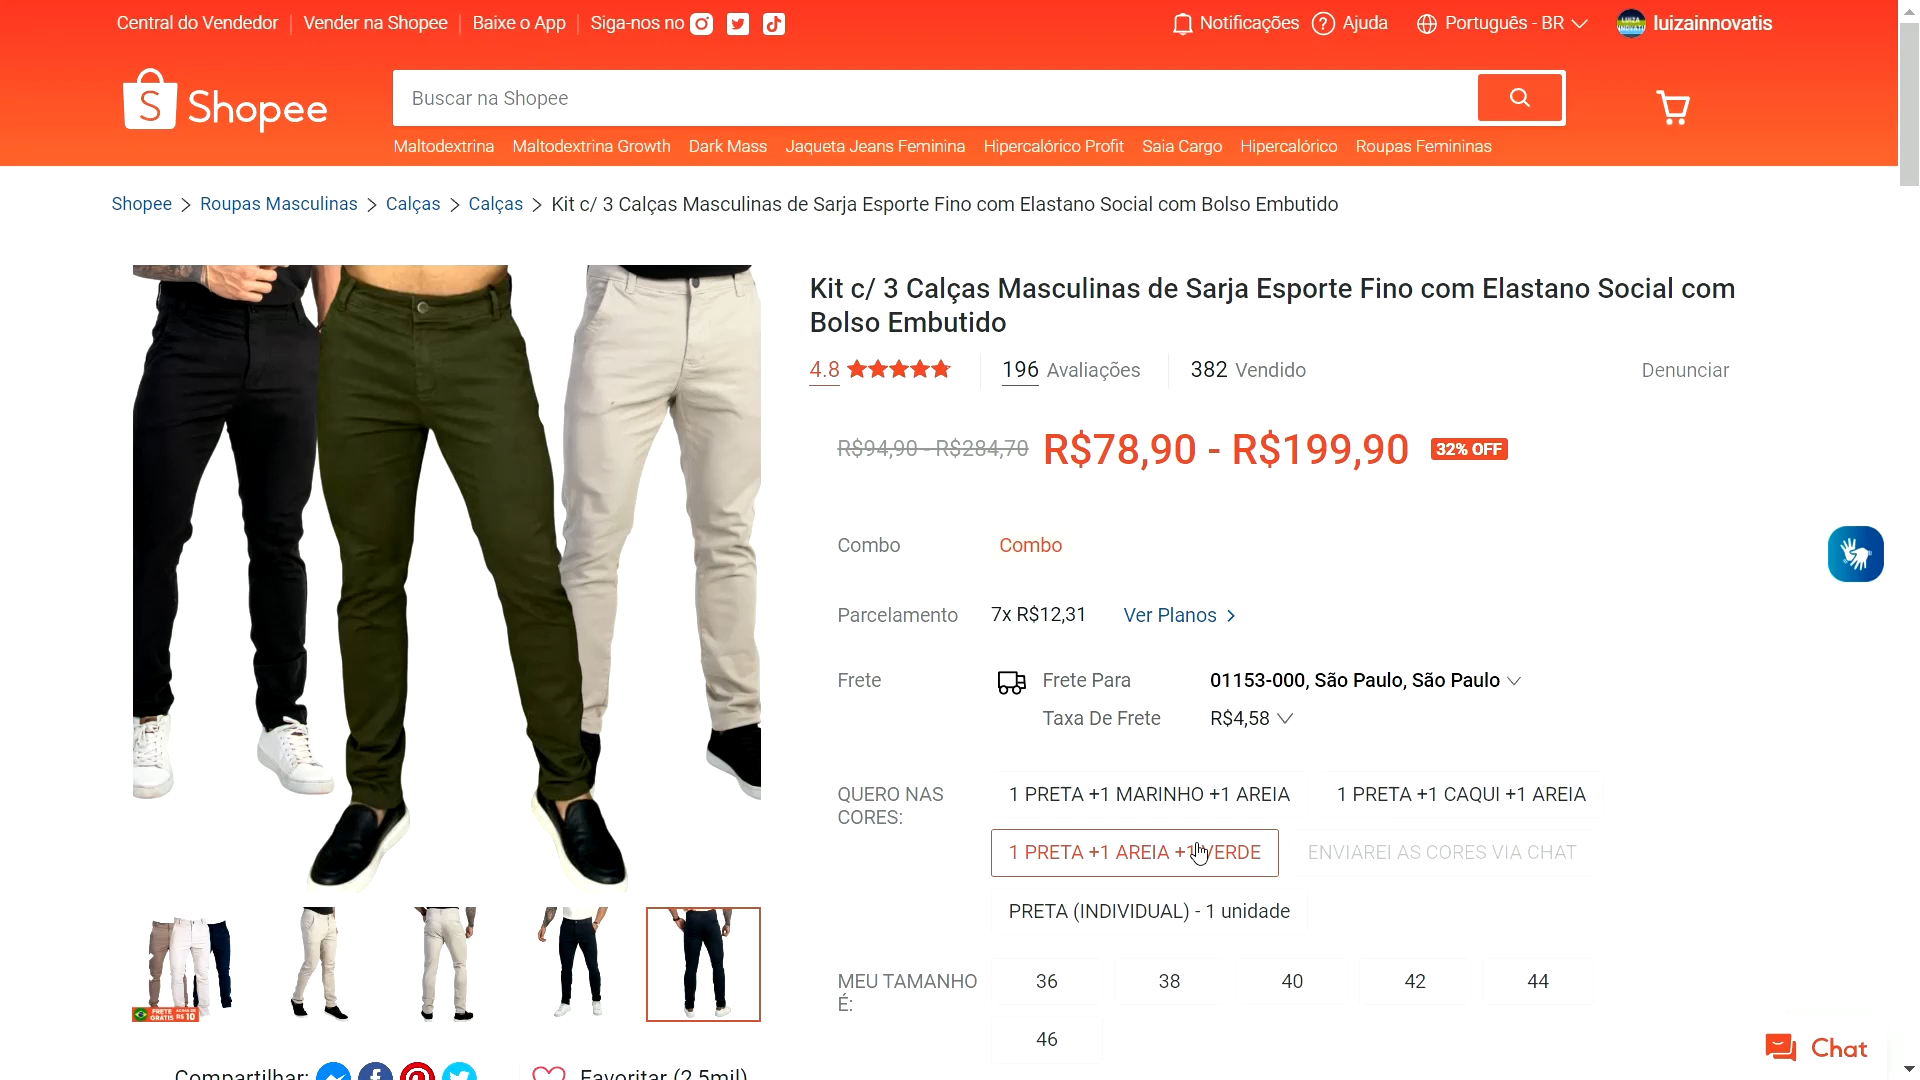 Central do Vendedor
Vender na Shopee
Baixe o App
Siga-nos no
Notificações
Ajuda
Português - BR
luizainnovatis
Shopee
Buscar na Shopee
Maltodextrina
Maltodextrina Growth
Dark Mass
Jaqueta Jeans Feminina
Hipercalórico Profit
Saia Cargo
Hipercalórico
Roupas Femininas
Shopee > Roupas Masculinas > Calças > Calças > Kit c/ 3 Calças Masculinas de Sarja Esporte Fino com Elastano Social com Bolso Embutido
Kit c/ 3 Calças Masculinas de Sarja Esporte Fino com Elastano Social com
Bolso Embutido
4.8
196 Avaliações
382 Vendido
Denunciar
R$94,90 - R$284,70
R$78,90 - R$199,90
32% OFF
Combo
Combo
Parcelamento
7x R$12,31
Ver Planos >
Frete
Frete Para
01153-000, São Paulo, São Paulo
Taxa De Frete
R$4,58
QUERO NAS
CORES:
1 PRETA +1 MARINHO +1 AREIA
1 PRETA +1 CAQUI +1 AREIA
1 PRETA +1 AREIA +1 VERDE
ENVIAREI AS CORES VIA CHAT
PRETA (INDIVIDUAL) - 1 unidade
MEU TAMANHO
É:
36
38
40
42
44
46
FRETE
GRÁTIS
R$ 10
Compartilhar:
Favoritar (2,5mil)
Chat